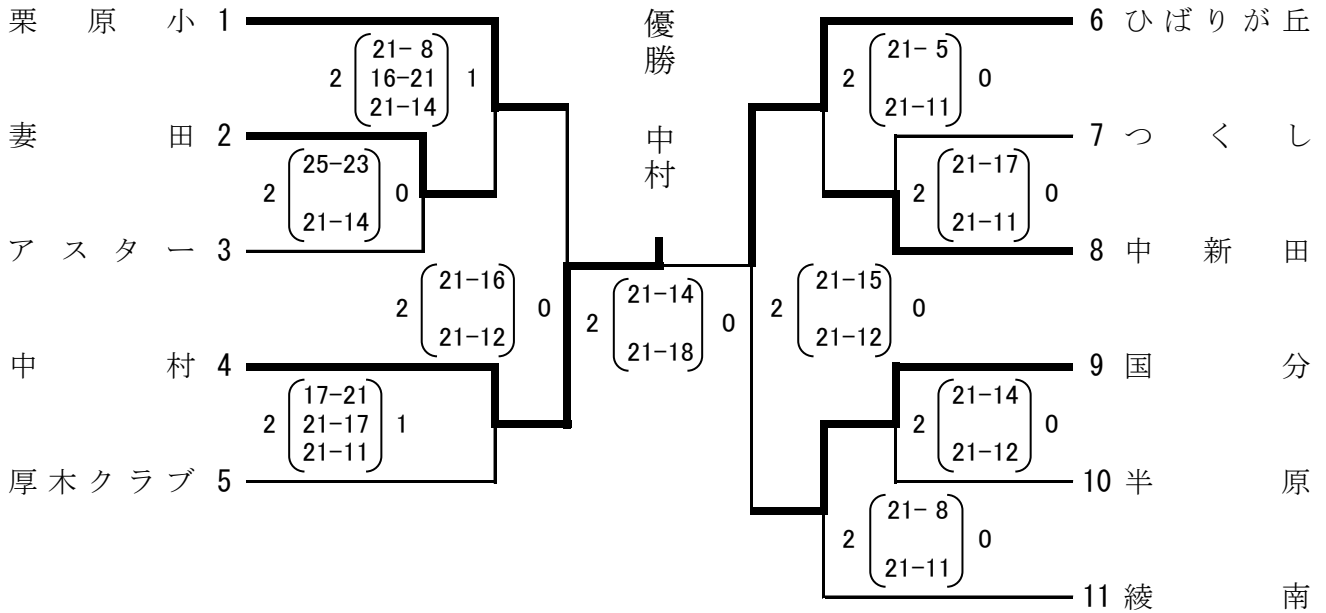 栗原小 1
2 21- 8 1
16-21
21-14
妻田 2
2 25-23 0
21-14
アスター 3
2 21-16 0
21-12
中村 4
2 17-21 1
21-17
21-11
厚木クラブ 5
優勝 中村
2 21-14 0
21-18
6 ひばりが丘
2 21- 5 0
21-11
7 つくし
2 21-17 0
21-11
8 中新田
2 21-15 0
21-12
9 国分
2 21-14 0
21-12
10 半原
2 21- 8 0
21-11
11 綾南